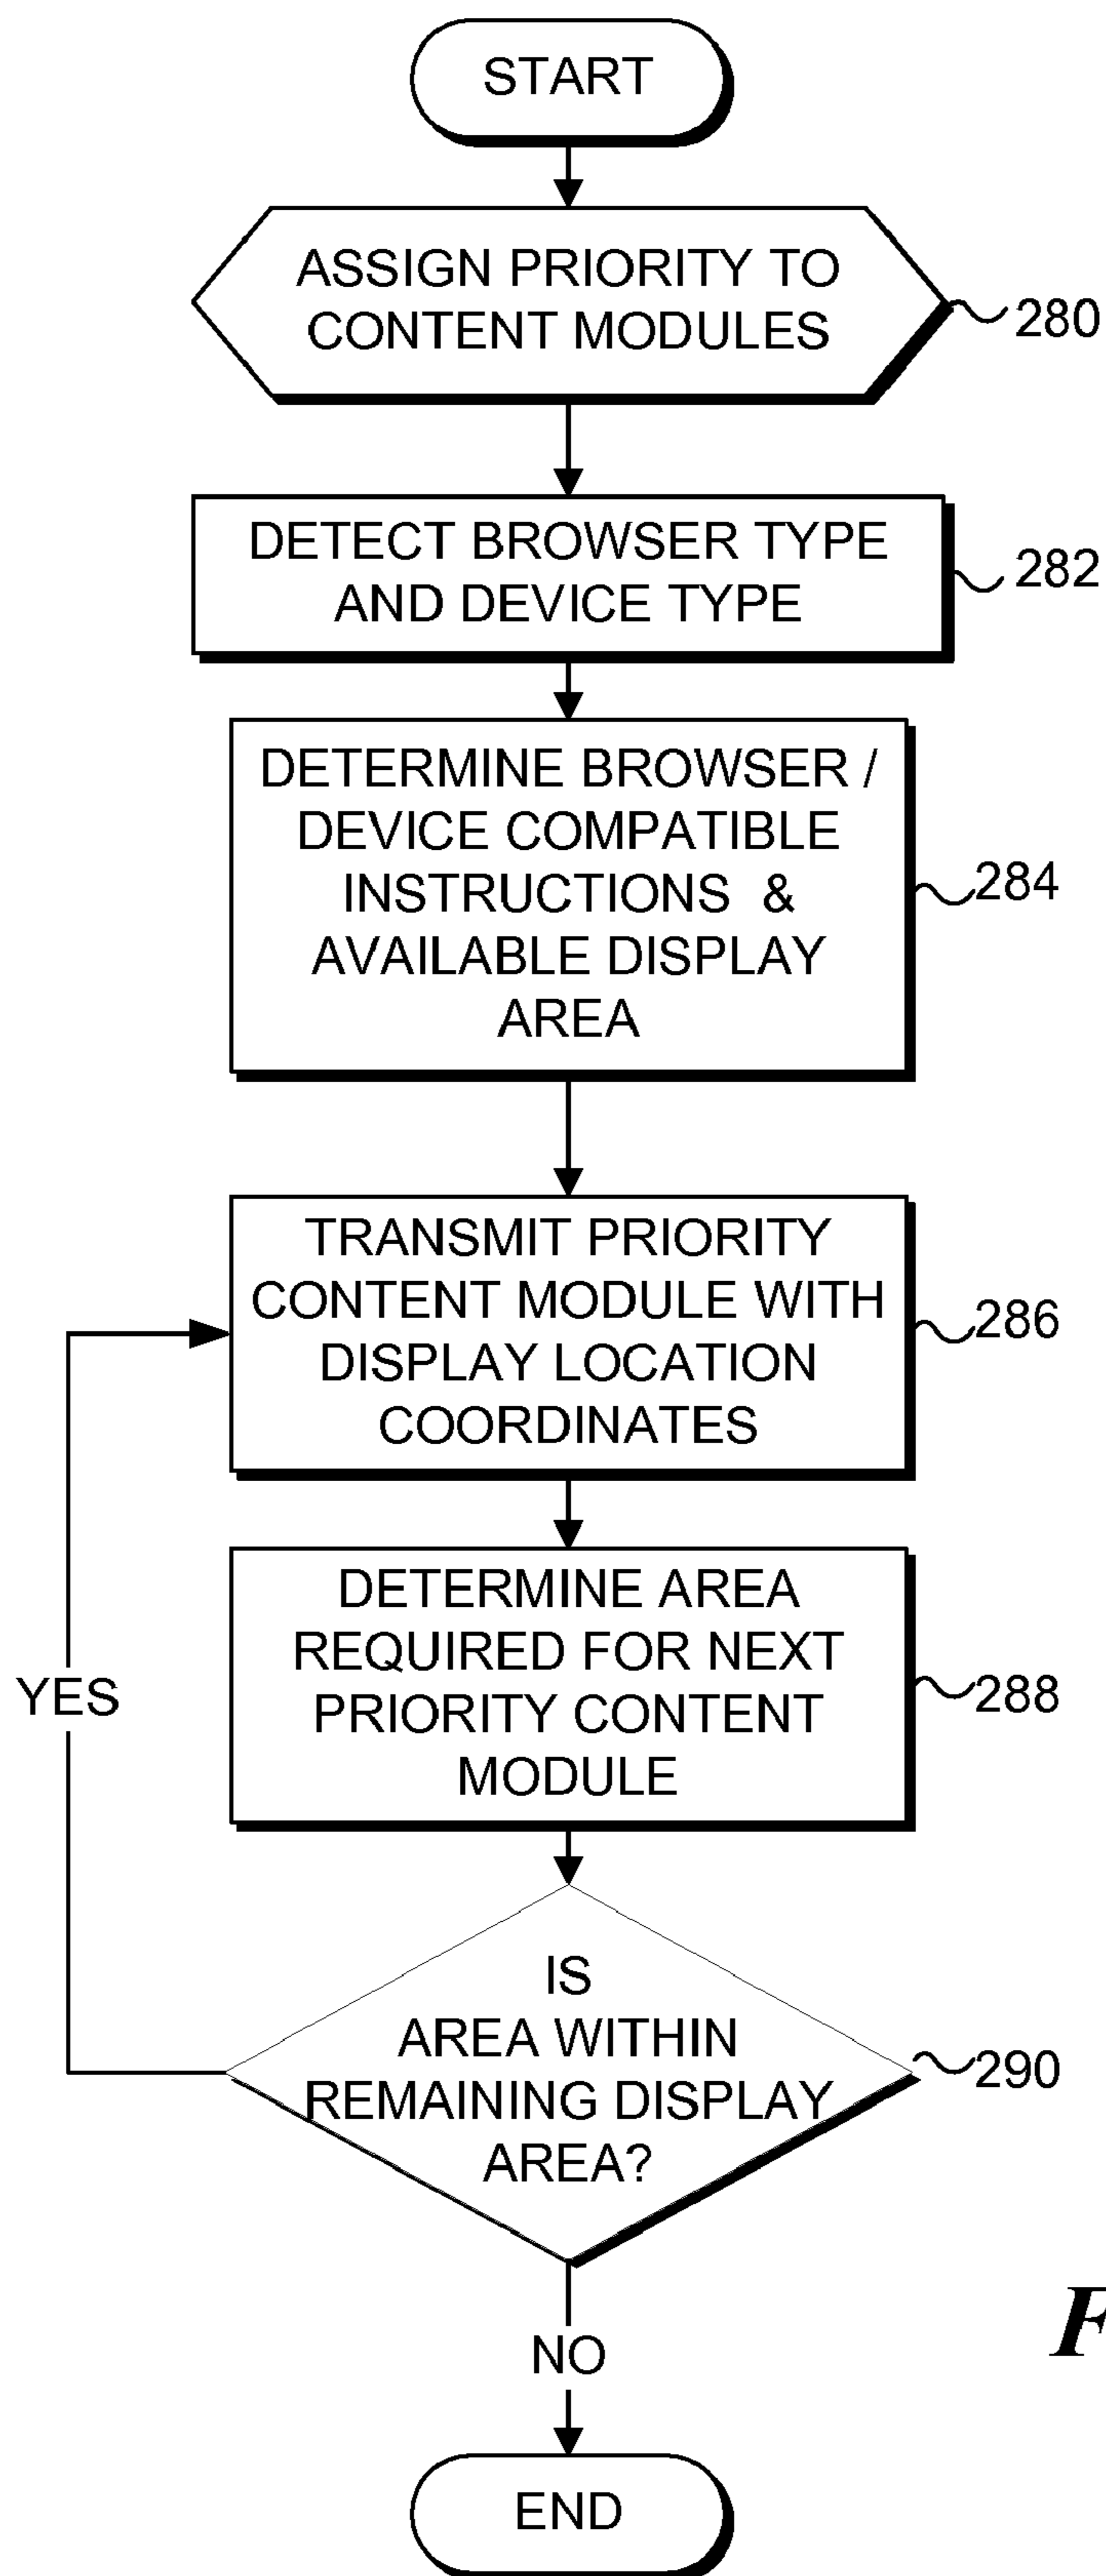 START
ASSIGN PRIORITY TO
CONTENT MODULES
280
DETECT BROWSER TYPE
AND DEVICE TYPE
282
DETERMINE BROWSER /
DEVICE COMPATIBLE
INSTRUCTIONS &
AVAILABLE DISPLAY
AREA
284
TRANSMIT PRIORITY
CONTENT MODULE WITH
DISPLAY LOCATION
COORDINATES
286
DETERMINE AREA
REQUIRED FOR NEXT
PRIORITY CONTENT
MODULE
288
YES
IS
AREA WITHIN
REMAINING DISPLAY
AREA?
290
NO
END